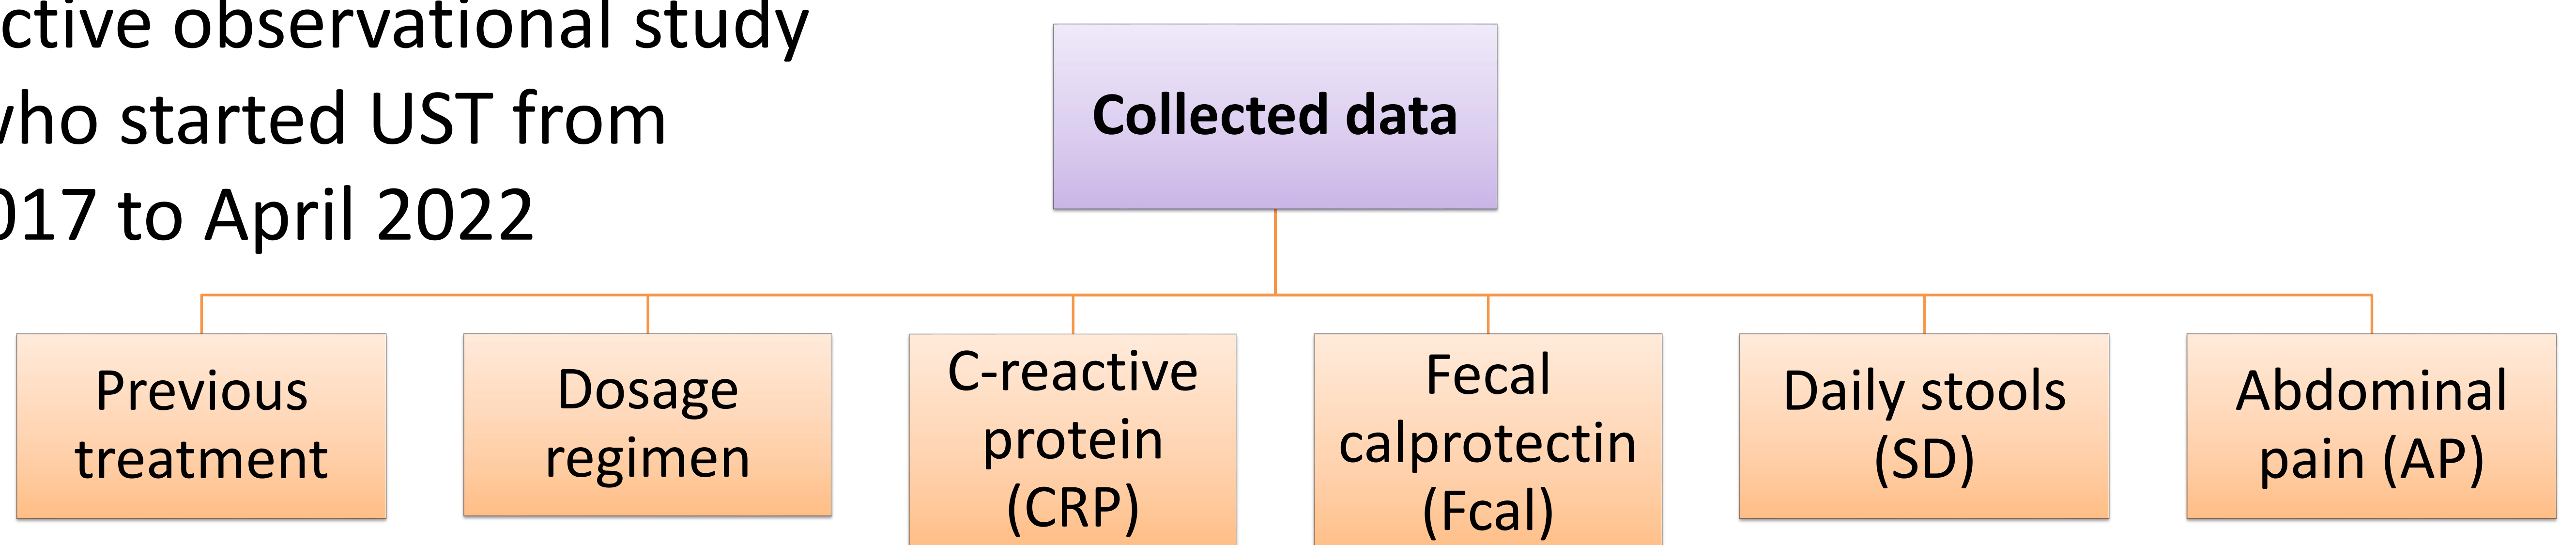 ctive observational study
who started UST from
017 to April 2022
Collected data
Previous
treatment
Dosage
regimen
C-reactive
protein
(CRP)
Fecal
calprotectin
(Fcal)
Daily stools
(SD)
Abdominal
pain (AP)